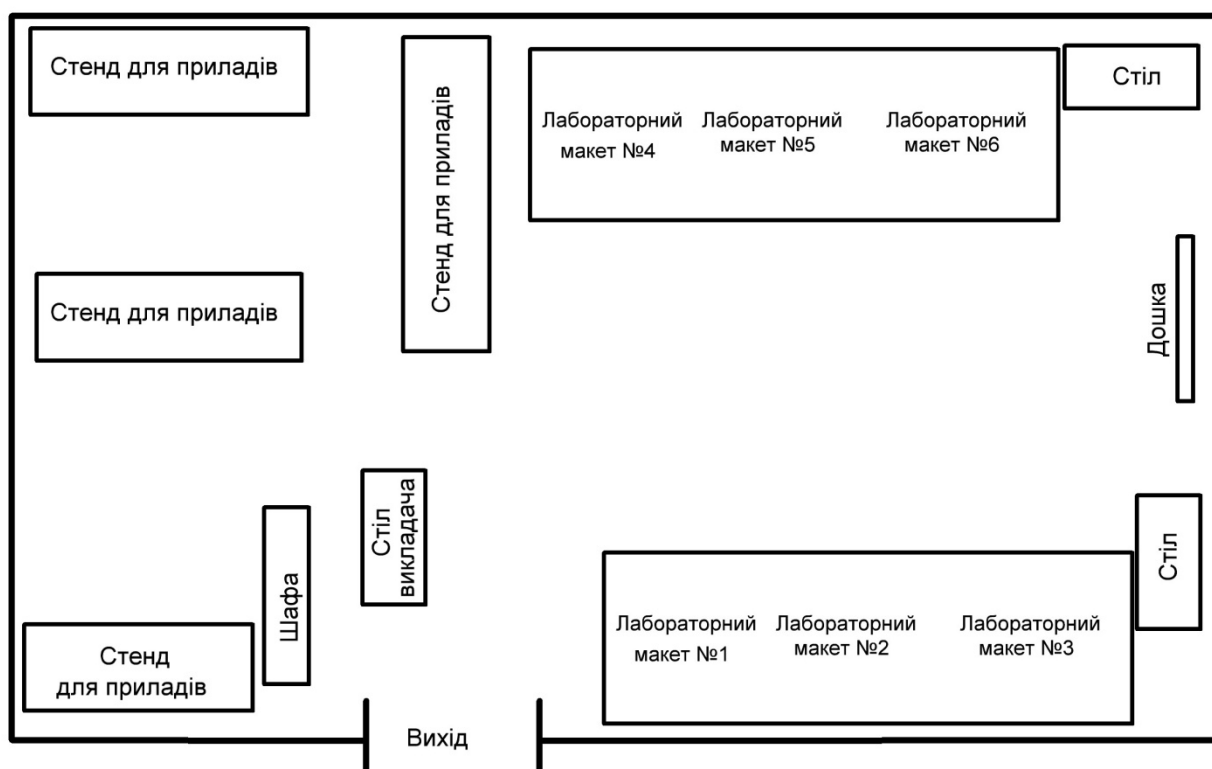 Стенд для приладів
Стенд для приладів
Лабораторний
макет №4
Лабораторний
макет №5
Лабораторний
макет №6
Стіл
Стенд для приладів
Дошка
Стіл
викладача
Шафа
Стенд
для приладів
Лабораторний
макет №1
Лабораторний
макет №2
Лабораторний
макет №3
Стіл
Вихід